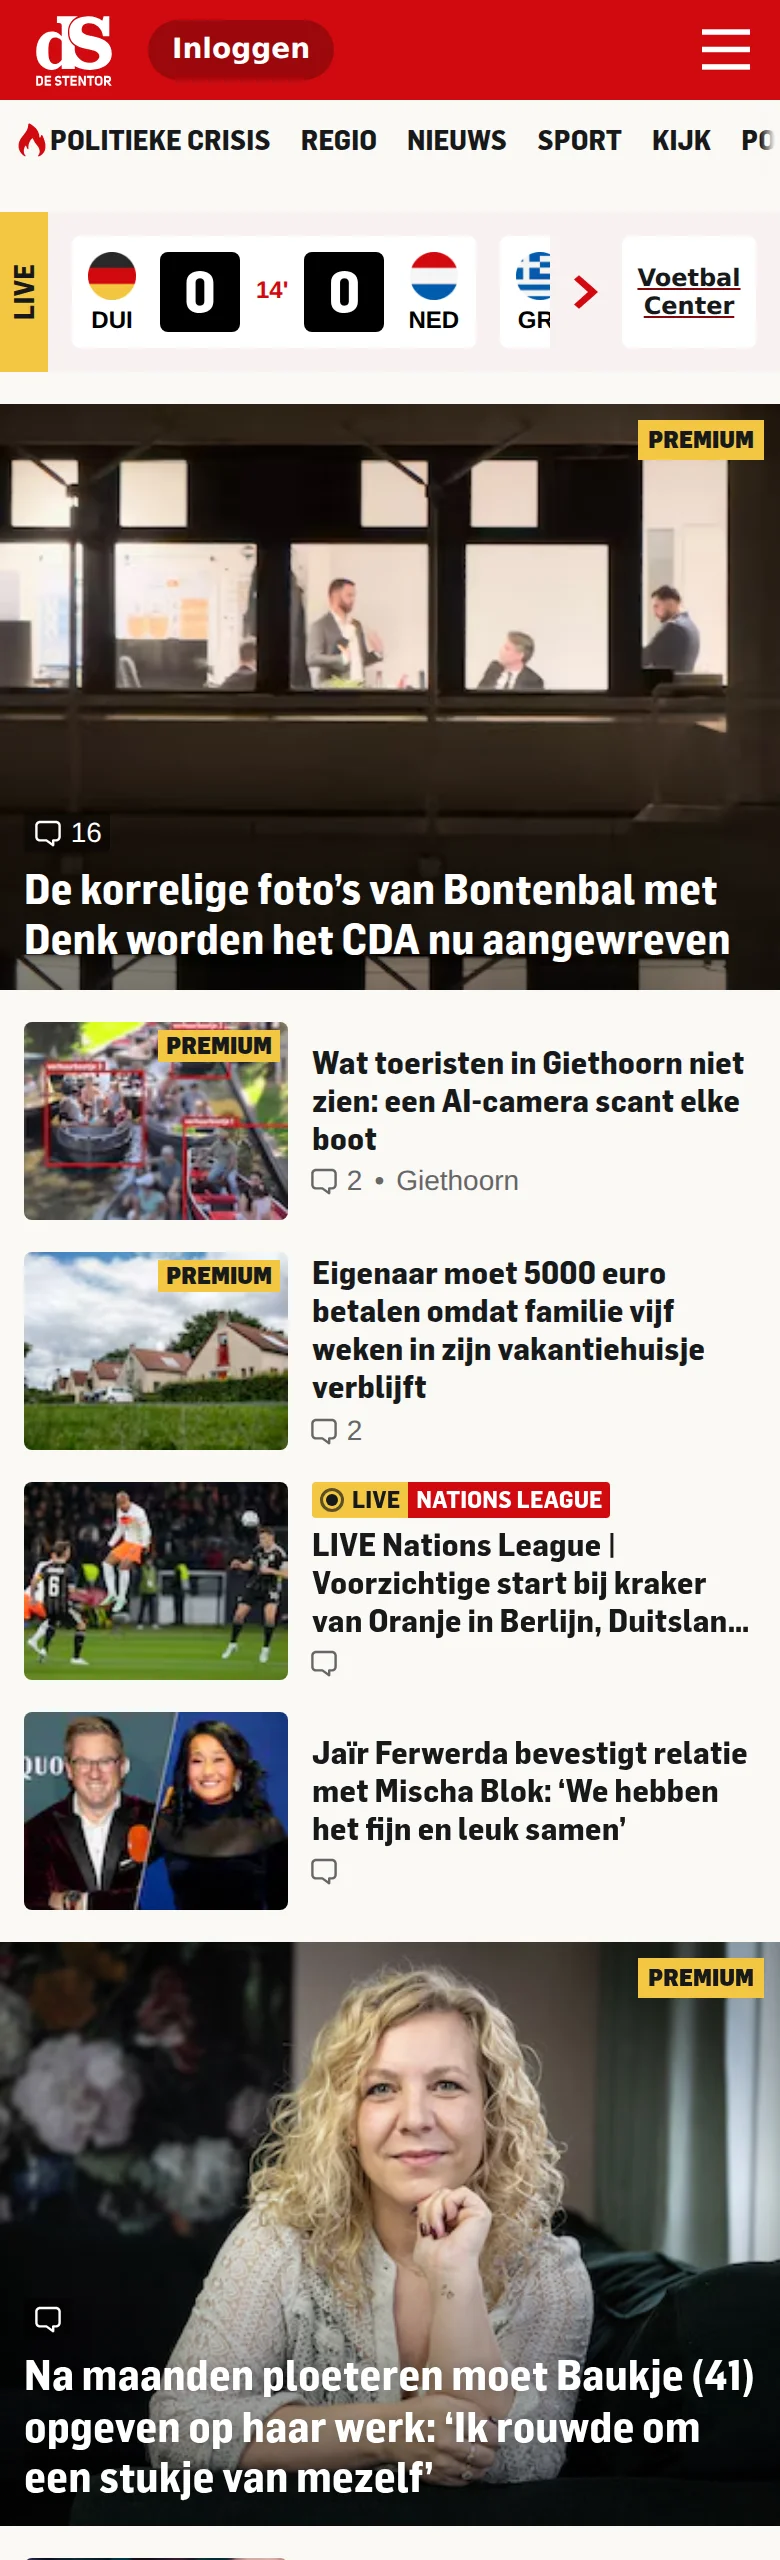 dS
DE STENTOR
Inloggen
POLITIEKE CRISIS REGIO NIEUWS SPORT KIJK PO
LIVE
0 14' 0
DUI NED GR
Voetbal
Center
PREMIUM
16
De korrelige foto’s van Bontenbal met
Denk worden het CDA nu aangewreven
PREMIUM
Wat toeristen in Giethoorn niet
zien: een AI-camera scant elke
boot
2 • Giethoorn
PREMIUM
Eigenaar moet 5000 euro
betalen omdat familie vijf
weken in zijn vakantiehuisje
verblijft
2
6
LIVE NATIONS LEAGUE
LIVE Nations League |
Voorzichtige start bij kraker
van Oranje in Berlijn, Duitslan...
QUO
Jaïr Ferwerda bevestigt relatie
met Mischa Blok: ‘We hebben
het fijn en leuk samen’
PREMIUM
Na maanden ploeteren moet Baukje (41)
opgeven op haar werk: ‘Ik rouwde om
een stukje van mezelf’